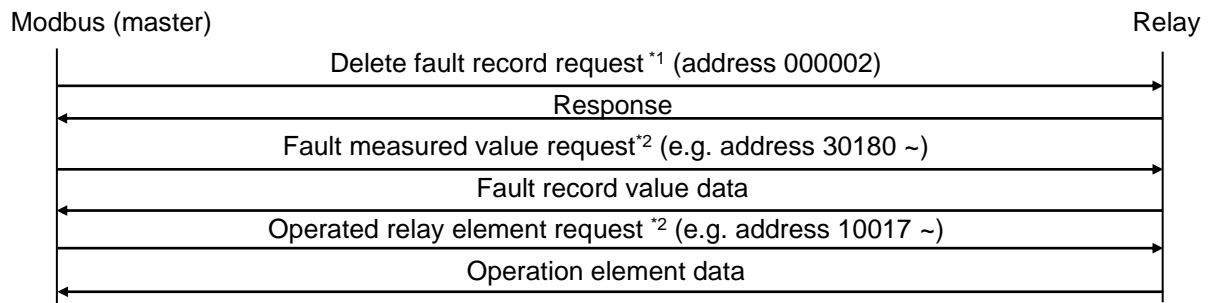 Modbus (master) Relay
Delete fault record request *1 (address 000002)
Response
Fault measured value request*2 (e.g. address 30180 ~)
Fault record value data
Operated relay element request *2 (e.g. address 10017 ~)
Operation element data